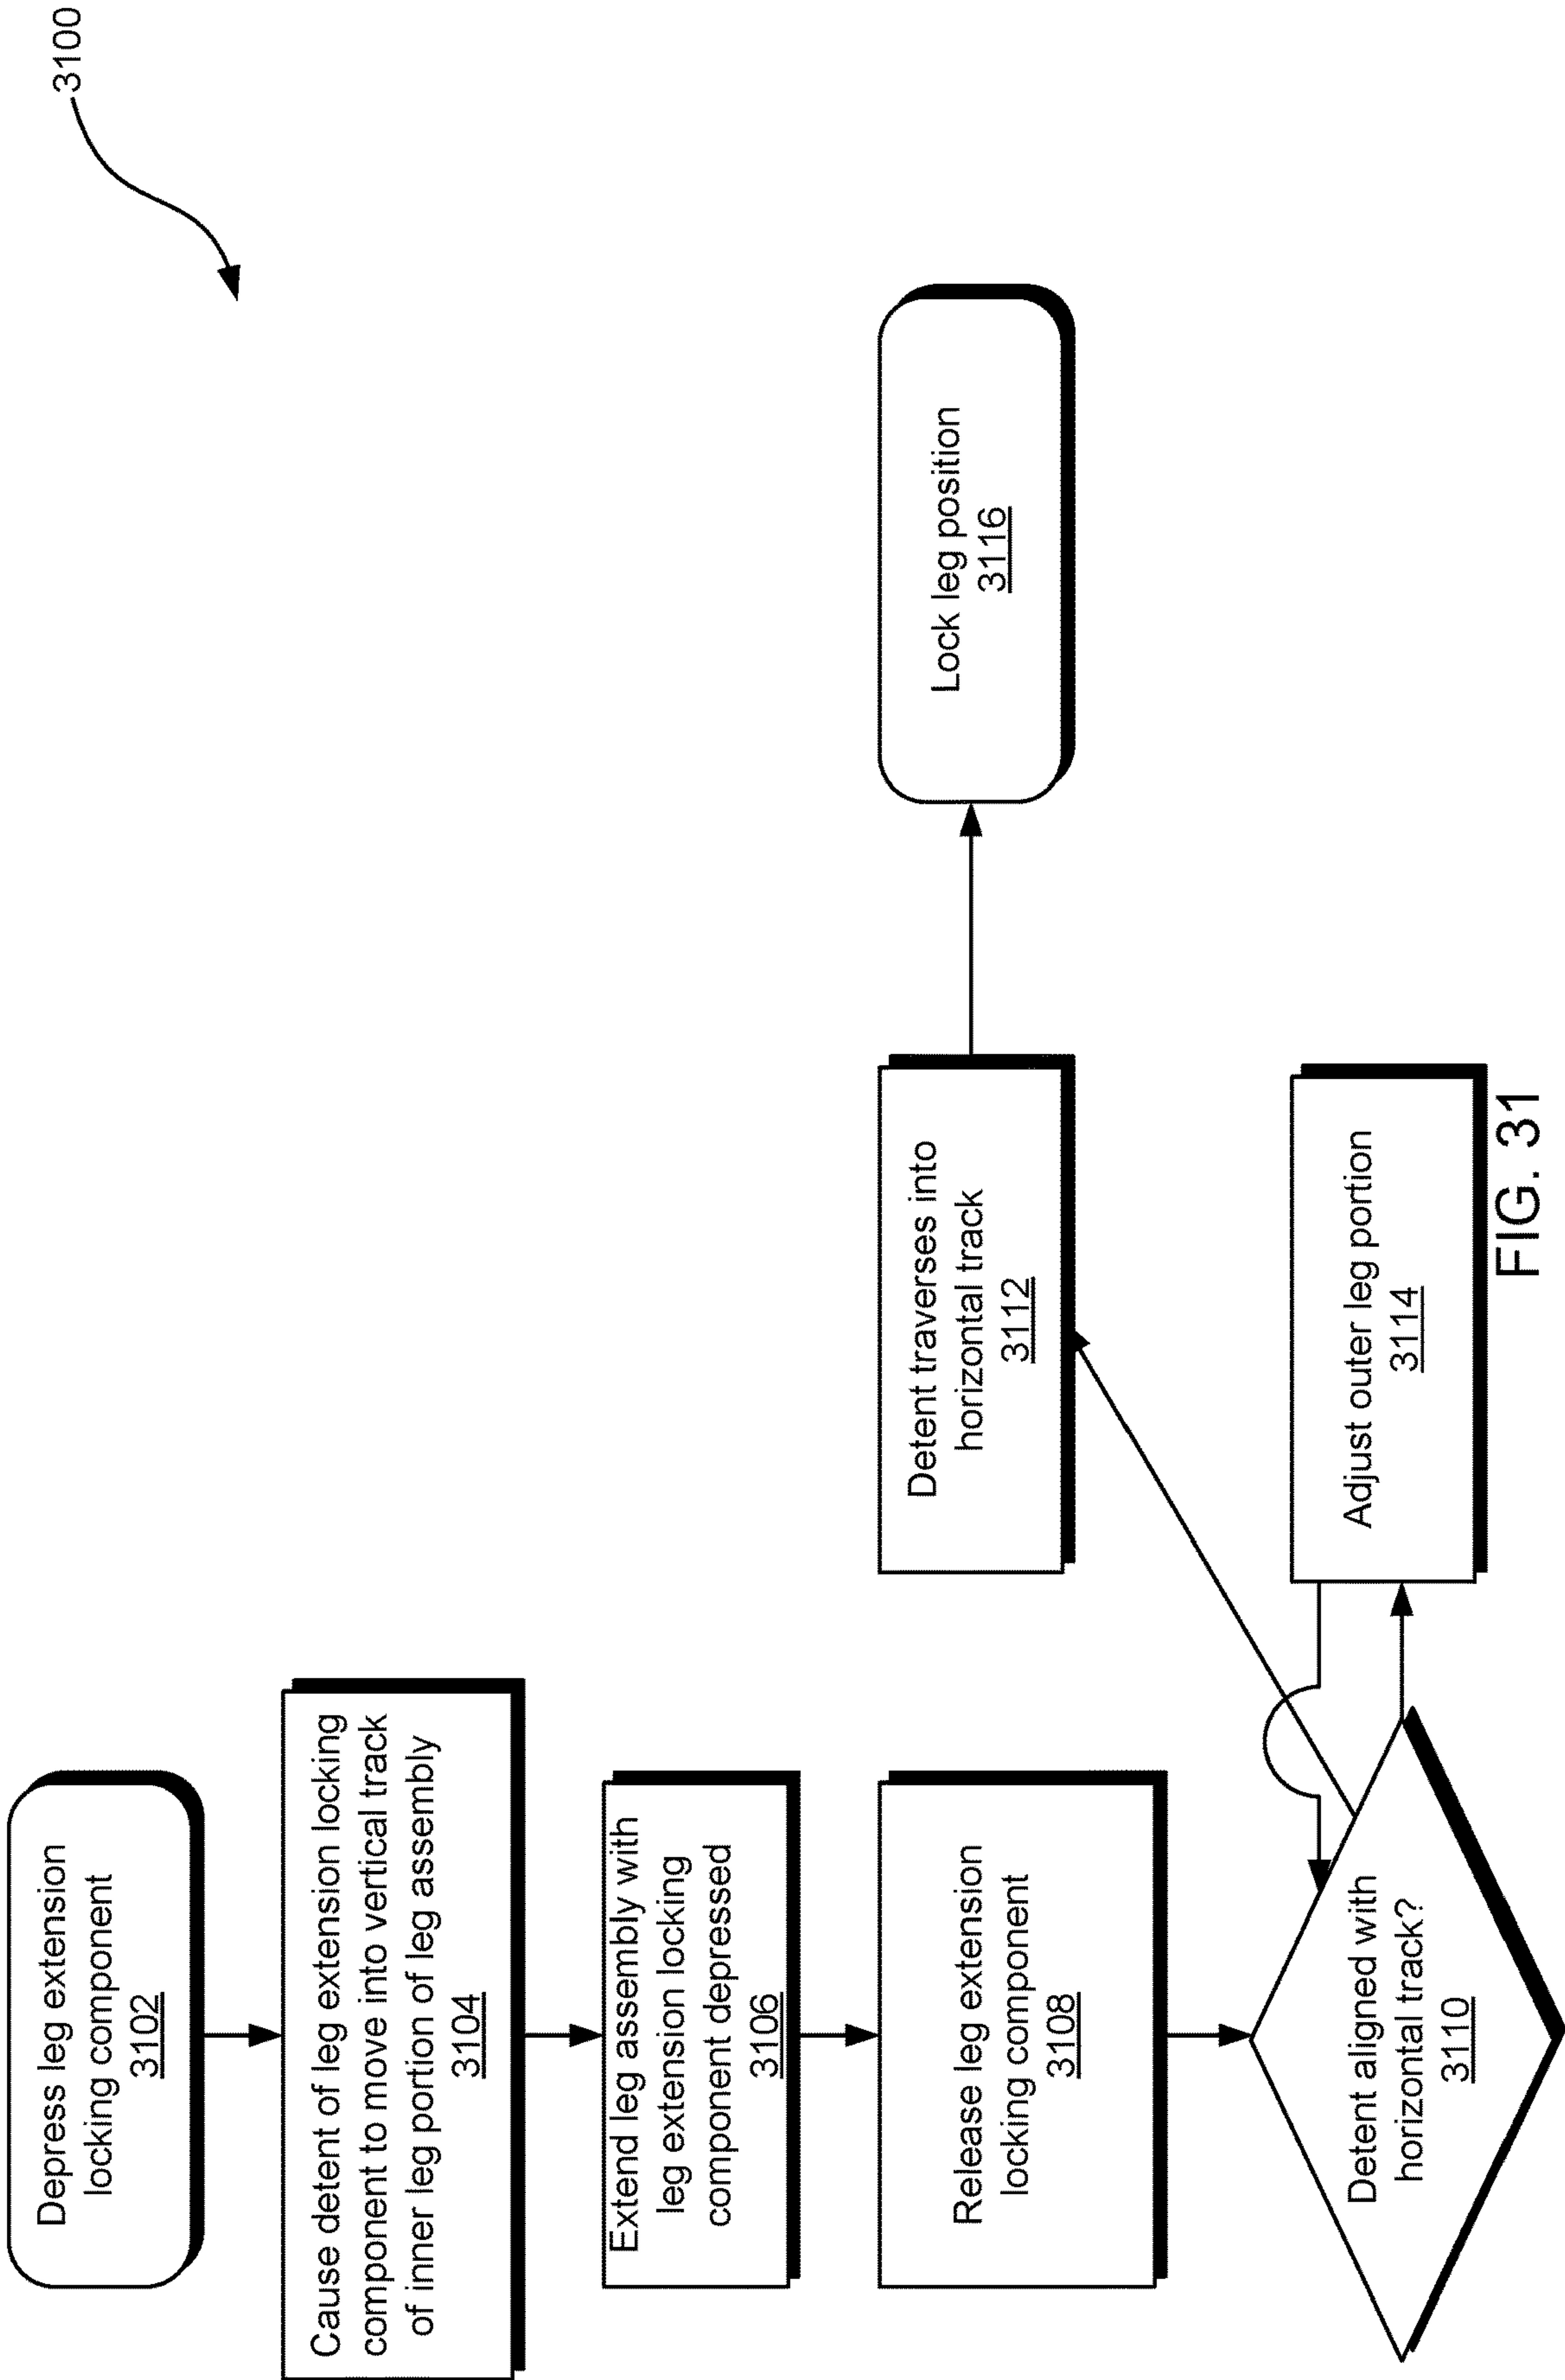 3100
Depress leg extension
locking component
3102
Cause detent of leg extension locking
component to move into vertical track
of inner leg portion of leg assembly
3104
Extend leg assembly with
leg extension locking
component depressed
3106
Release leg extension
locking component
3108
Detent aligned with
horizontal track?
3110
Detent traverses into
horizontal track
3112
Adjust outer leg portion
3114
Lock leg position
3116
FIG. 31